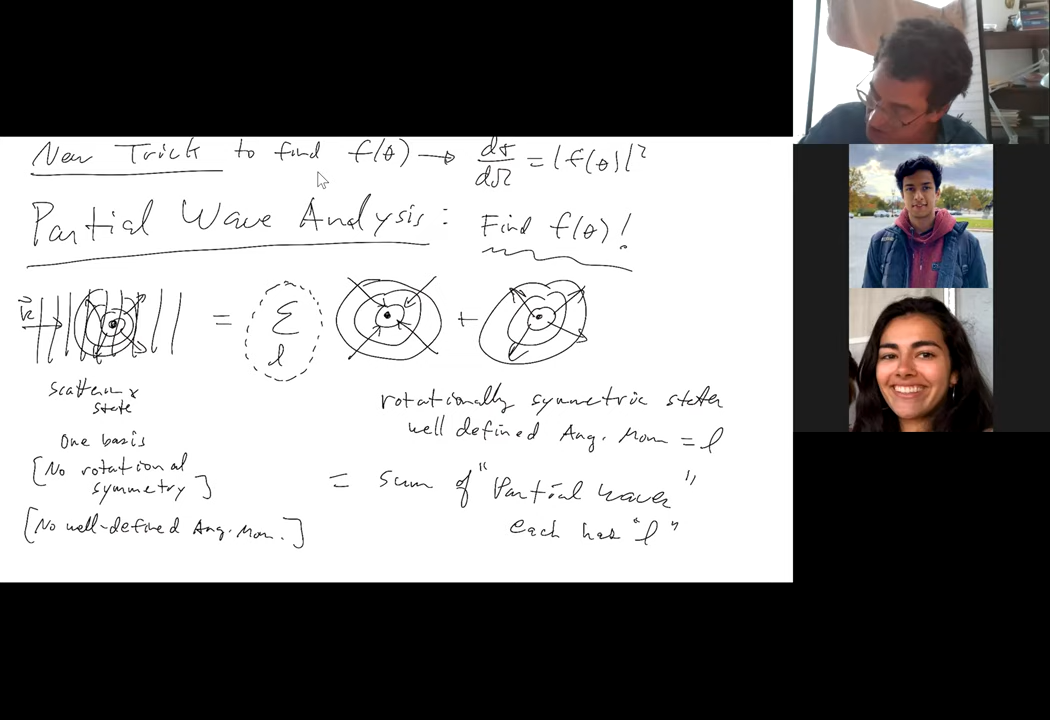 New Trick to find f(θ) → dσ/dΩ = |f(θ)|²
Partial Wave Analysis: Find f(θ)!
k = Σ l +
scattering
state
One basis
[No rotational
symmetry]
[No well-defined Ang. Mom.]
rotationally symmetric states
well defined Ang. Mom = l
= sum of "Partial waves"
each has "l"